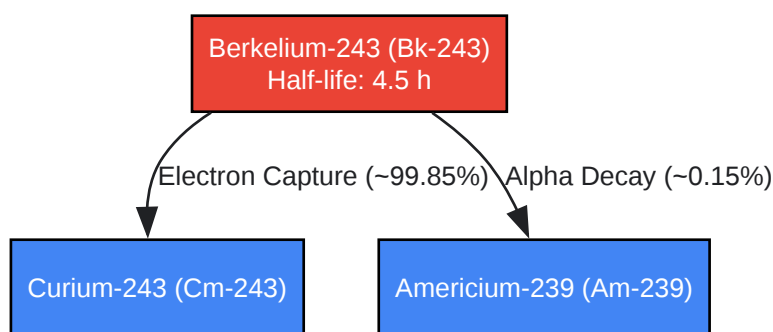 Berkelium-243 (Bk-243)
Half-life: 4.5 h
Electron Capture (~99.85%)
Alpha Decay (~0.15%)
Curium-243 (Cm-243)
Americium-239 (Am-239)